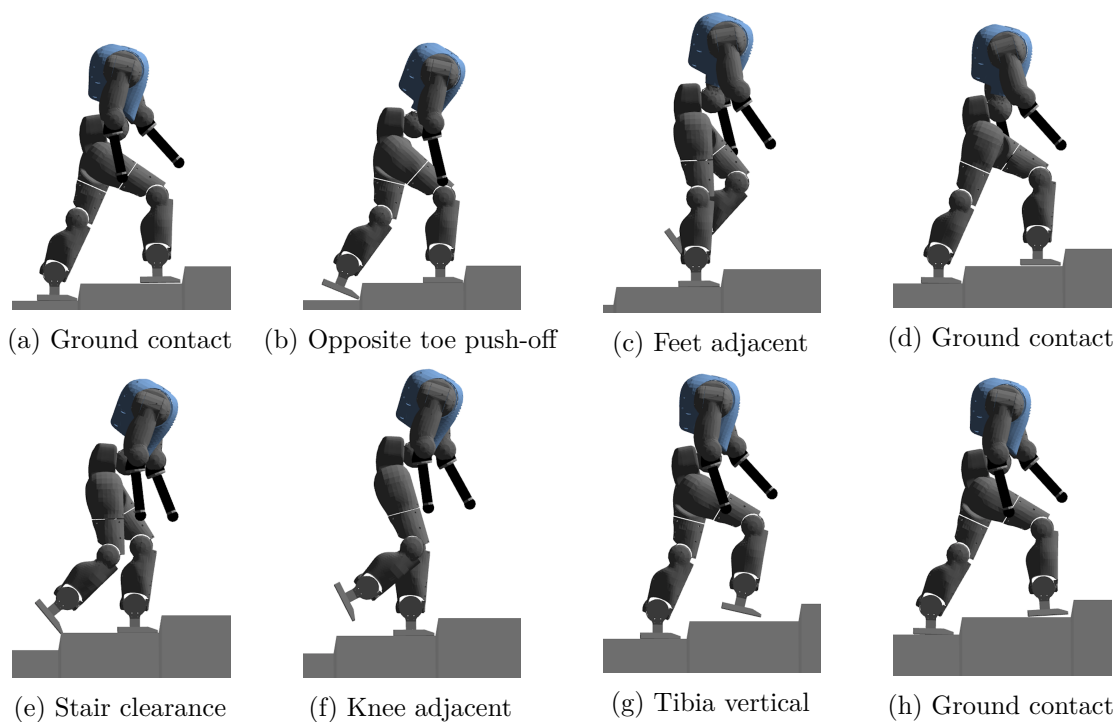 (a) Ground contact
(b) Opposite toe push-off
(c) Feet adjacent
(d) Ground contact
(e) Stair clearance
(f) Knee adjacent
(g) Tibia vertical
(h) Ground contact